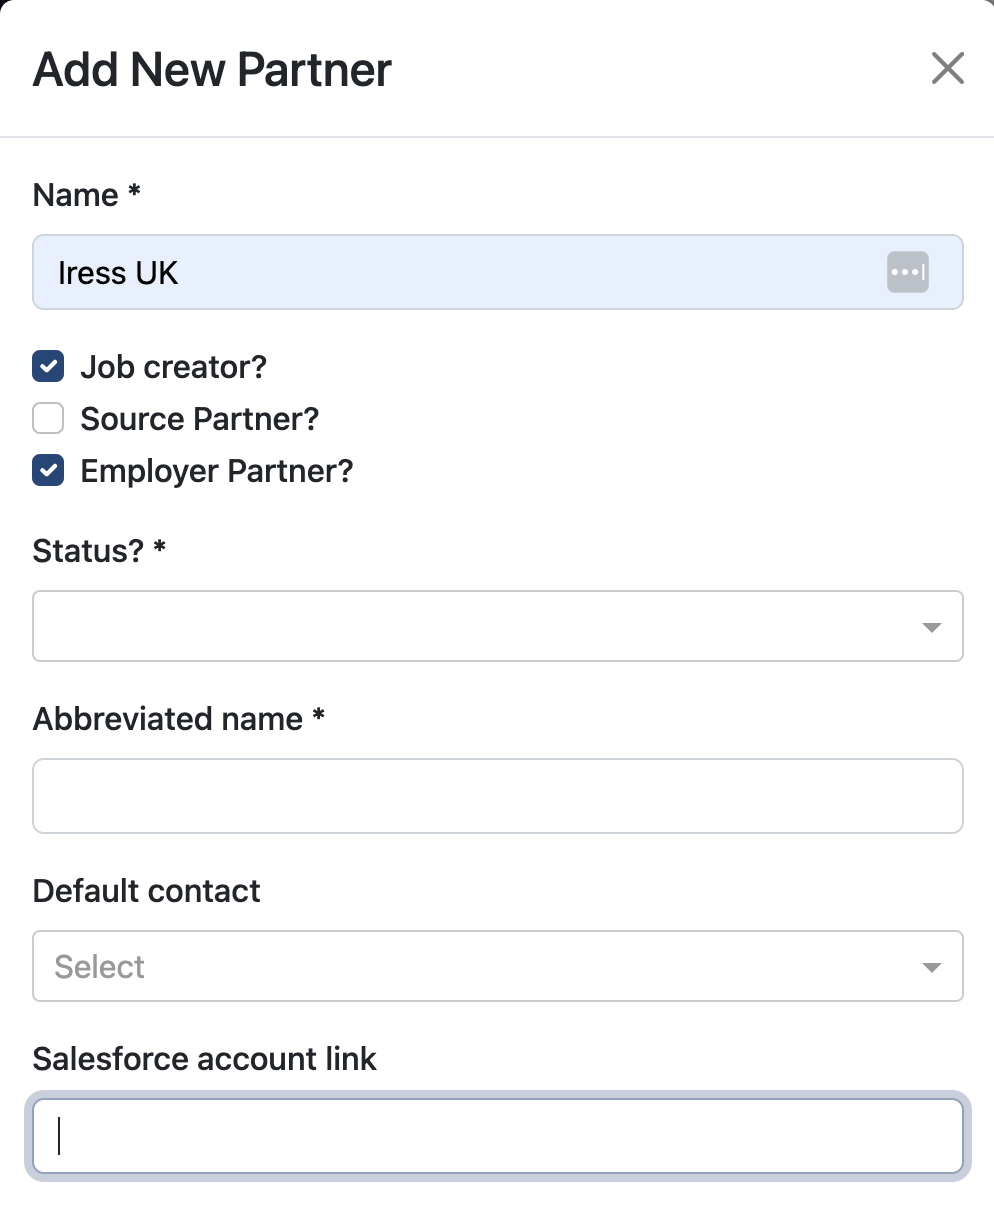 Add New Partner
Name *
Iress UK
Job creator?
Source Partner?
Employer Partner?
Status? *
Abbreviated name *
Default contact
Select
Salesforce account link